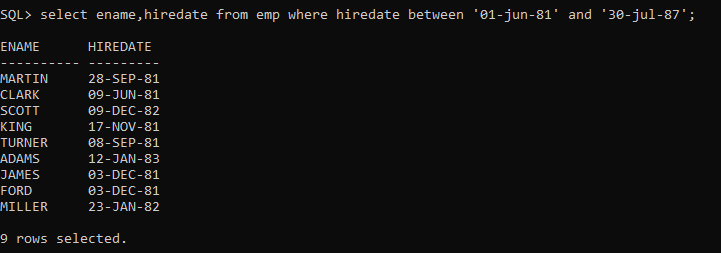 SQL> select ename,hiredate from emp where hiredate between '01-jun-81' and '30-jul-87';
ENAME      HIREDATE
---------- ---------
MARTIN     28-SEP-81
CLARK      09-JUN-81
SCOTT      09-DEC-82
KING       17-NOV-81
TURNER     08-SEP-81
ADAMS      12-JAN-83
JAMES      03-DEC-81
FORD       03-DEC-81
MILLER     23-JAN-82
9 rows selected.